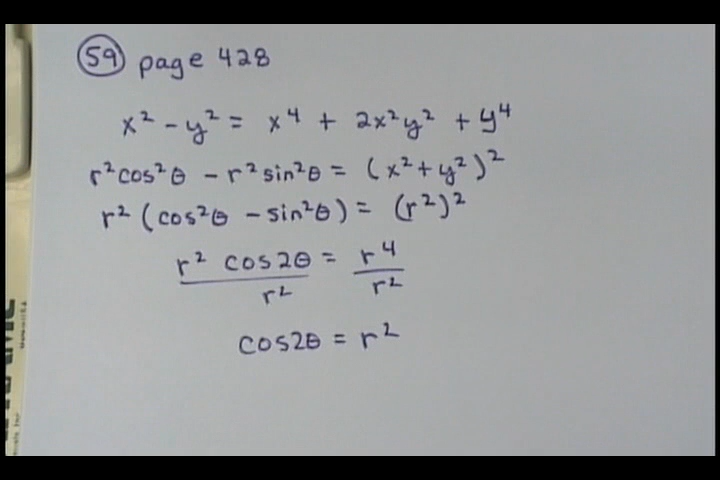 59 page 428
x² - y² = x⁴ + 2x²y² + y⁴
r²cos²θ - r²sin²θ = (x² + y²)²
r²(cos²θ - sin²θ) = (r²)²
r² cos2θ / r² = r⁴ / r²
cos2θ = r²